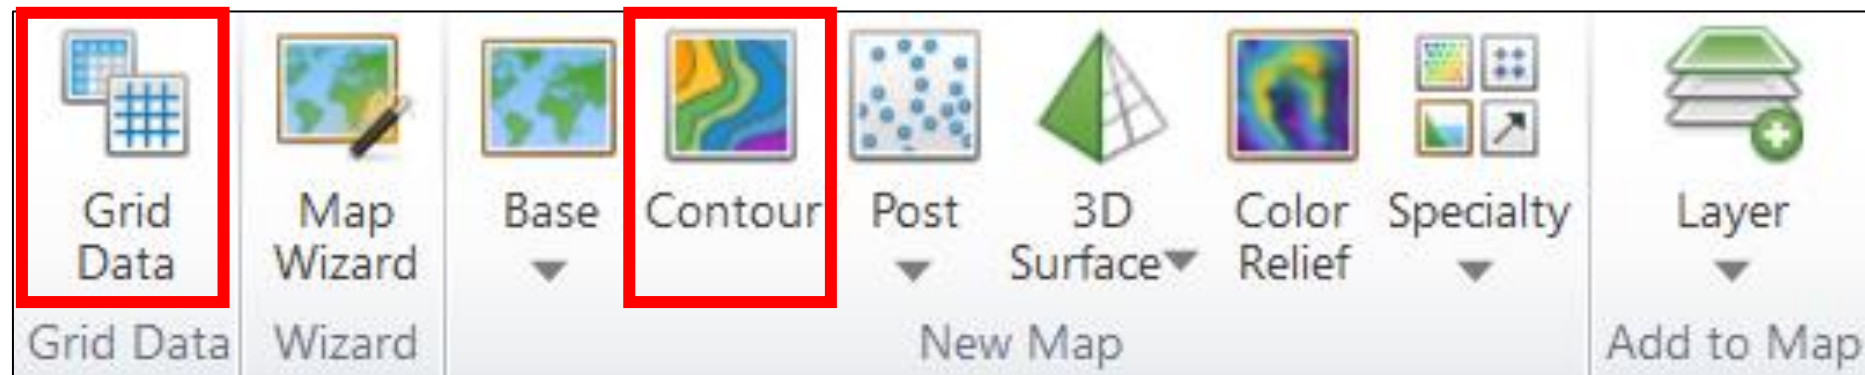 Grid
Data
Map
Wizard
Base
Contour
Post
3D
Surface
Color
Relief
Specialty
Layer
Grid Data
Wizard
New Map
Add to Map